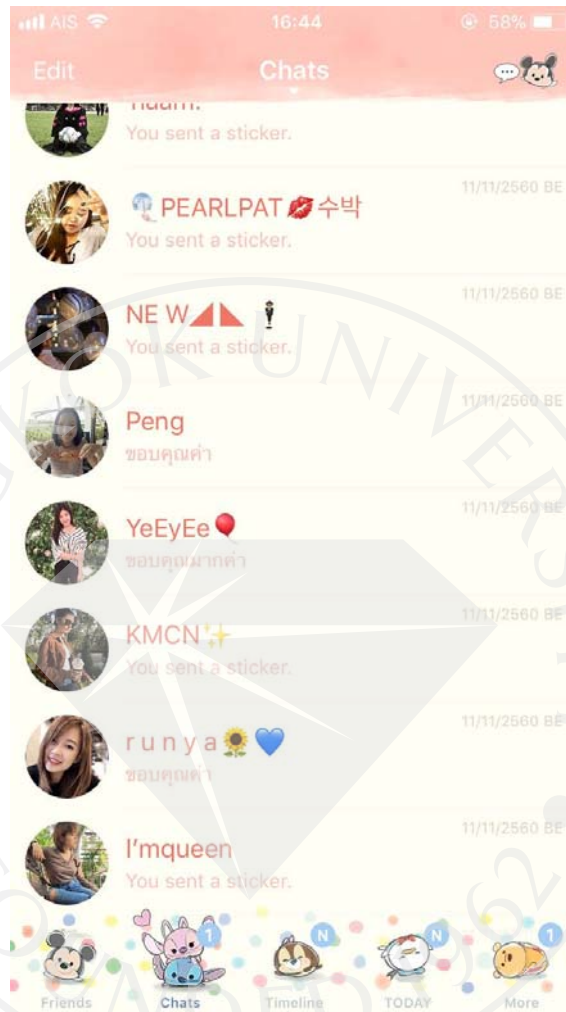 AIS 16:44 58%
Edit Chats
You sent a sticker.
11/11/2560 BE
PEARLPAT💋수박
You sent a sticker.
11/11/2560 BE
NE W◢◣
You sent a sticker.
11/11/2560 BE
Peng
ขอบคุณค่า
11/11/2560 BE
YeEyEe🎈
ขอบคุณมากค่า
11/11/2560 BE
KMCN✨
You sent a sticker.
11/11/2560 BE
r u n y a🌻💙
ขอบคุณค่า
11/11/2560 BE
I'mqueen
You sent a sticker.
1 N N 1
Friends Chats Timeline TODAY More